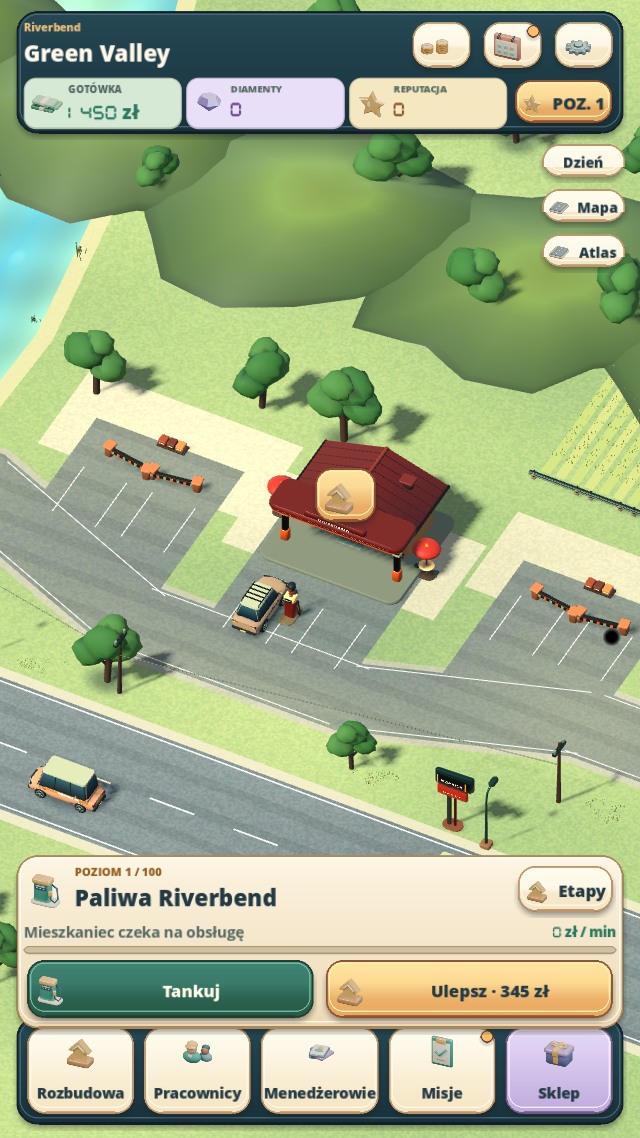 Riverbend
Green Valley
GOTÓWKA
1 450 zł
DIAMENTY
0
REPUTACJA
0
POZ. 1
Dzień
Mapa
Atlas
POZIOM 1 / 100
Paliwa Riverbend
Etapy
Mieszkaniec czeka na obsługę
0 zł / min
Tankuj
Ulepsz · 345 zł
Rozbudowa
Pracownicy
Menedżerowie
Misje
Sklep